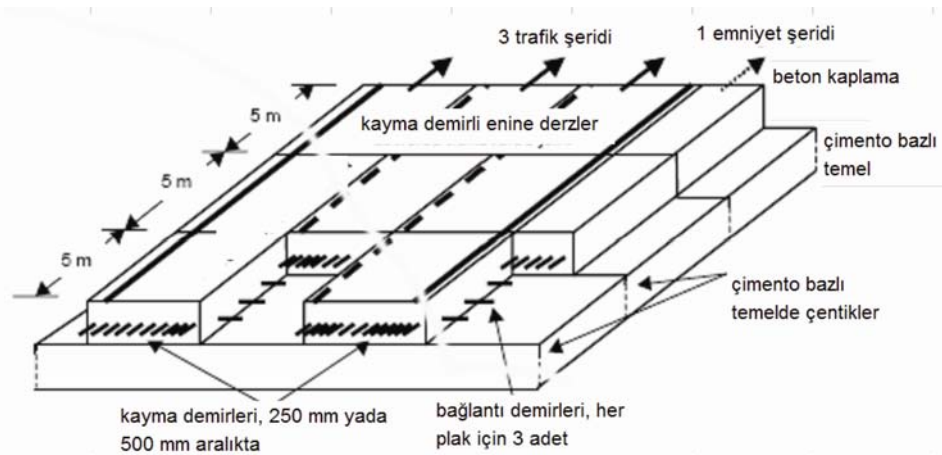 3 trafik şeridi
1 emniyet şeridi
beton kaplama
5 m
kayma demirli enine derzler
çimento bazlı
temel
5 m
5 m
çimento bazlı
temelde çentikler
kayma demirleri, 250 mm yada
500 mm aralıkta
bağlantı demirleri, her
plak için 3 adet